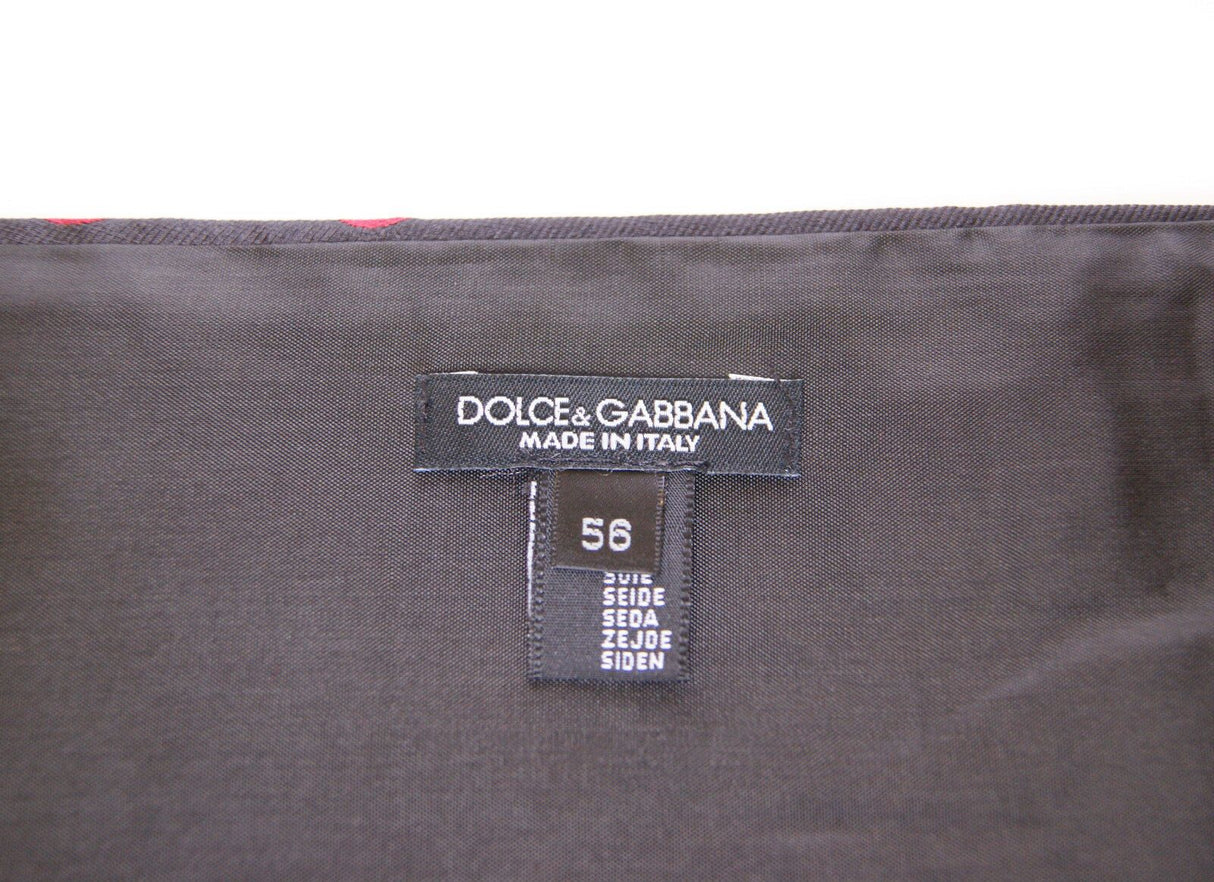 DOLCE & GABBANA
MADE IN ITALY
56
SOIE
SEIDE
SEDA
ZEJDE
SIDEN